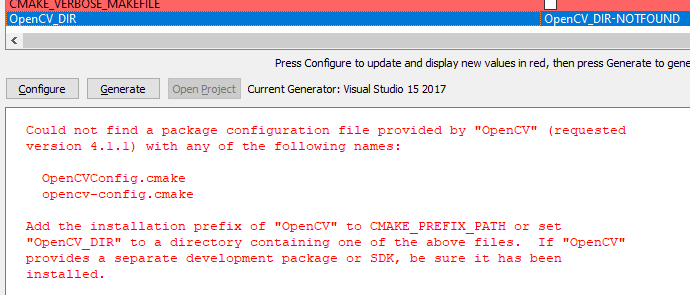 CMAKE_VERBOSE_MAKEFILE
OpenCV_DIR OpenCV_DIR-NOTFOUND
Press Configure to update and display new values in red, then press Generate to gene
Configure Generate Open Project Current Generator: Visual Studio 15 2017
Could not find a package configuration file provided by "OpenCV" (requested
version 4.1.1) with any of the following names:
OpenCVConfig.cmake
opencv-config.cmake
Add the installation prefix of "OpenCV" to CMAKE_PREFIX_PATH or set
"OpenCV_DIR" to a directory containing one of the above files.  If "OpenCV"
provides a separate development package or SDK, be sure it has been
installed.